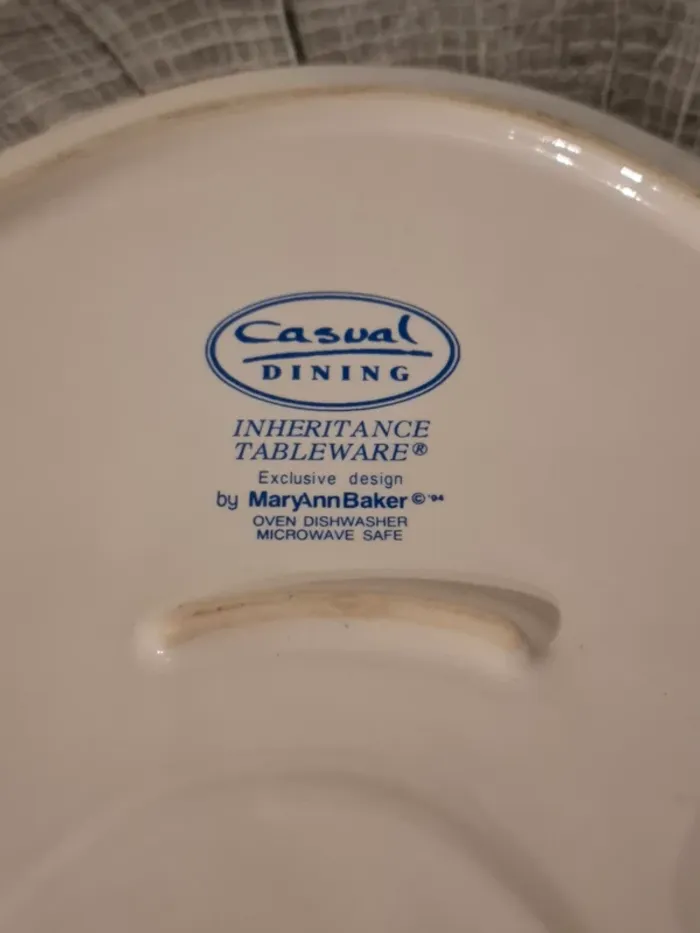 Casual
DINING
INHERITANCE
TABLEWARE®
Exclusive design
by MaryAnnBaker © '94
OVEN DISHWASHER
MICROWAVE SAFE